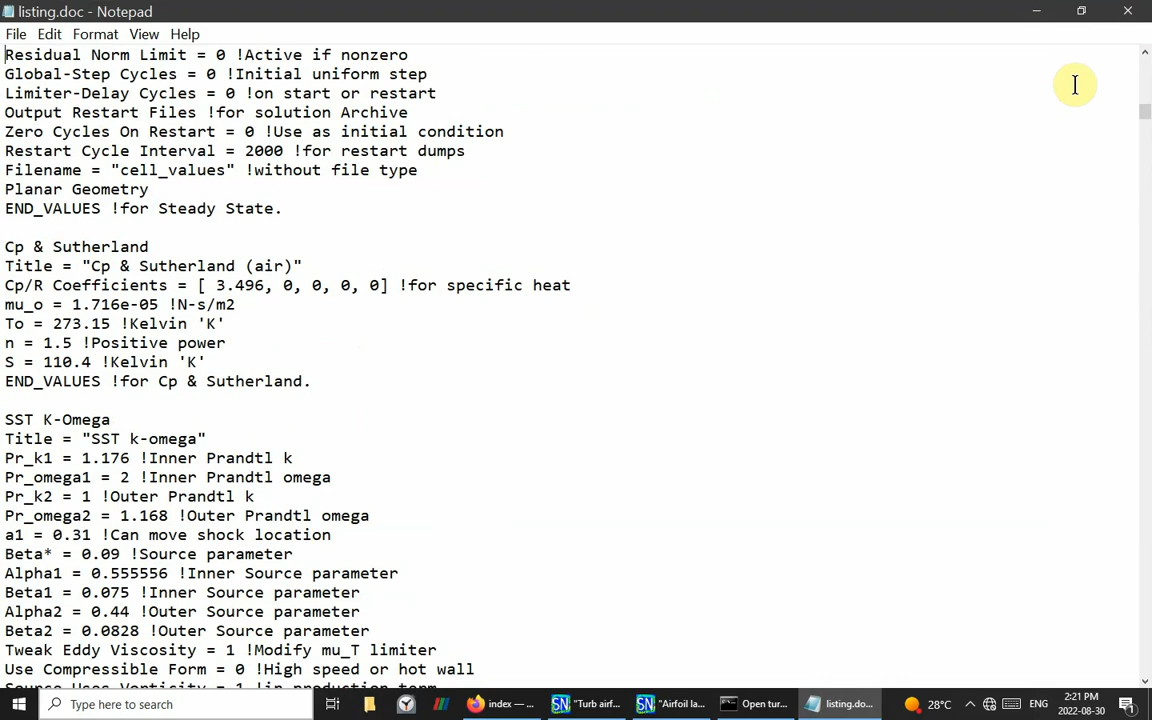 listing.doc - Notepad
File Edit Format View Help
Residual Norm Limit = 0 !Active if nonzero
Global-Step Cycles = 0 !Initial uniform step
Limiter-Delay Cycles = 0 !on start or restart
Output Restart Files !for solution Archive
Zero Cycles On Restart = 0 !Use as initial condition
Restart Cycle Interval = 2000 !for restart dumps
Filename = "cell_values" !without file type
Planar Geometry
END_VALUES !for Steady State.
Cp & Sutherland
Title = "Cp & Sutherland (air)"
Cp/R Coefficients = [ 3.496, 0, 0, 0, 0] !for specific heat
mu_o = 1.716e-05 !N-s/m2
To = 273.15 !Kelvin 'K'
n = 1.5 !Positive power
S = 110.4 !Kelvin 'K'
END_VALUES !for Cp & Sutherland.
SST K-Omega
Title = "SST k-omega"
Pr_k1 = 1.176 !Inner Prandtl k
Pr_omega1 = 2 !Inner Prandtl omega
Pr_k2 = 1 !Outer Prandtl k
Pr_omega2 = 1.168 !Outer Prandtl omega
a1 = 0.31 !Can move shock location
Beta* = 0.09 !Source parameter
Alpha1 = 0.555556 !Inner Source parameter
Beta1 = 0.075 !Inner Source parameter
Alpha2 = 0.44 !Outer Source parameter
Beta2 = 0.0828 !Outer Source parameter
Tweak Eddy Viscosity = 1 !Modify mu_T limiter
Use Compressible Form = 0 !High speed or hot wall
Source Uses Vorticity = 1 !in production term
Type here to search
index — ...
"Turb airf...
"Airfoil la...
Open tur...
listing.do...
28°C
ENG
2:21 PM
2022-08-30
1